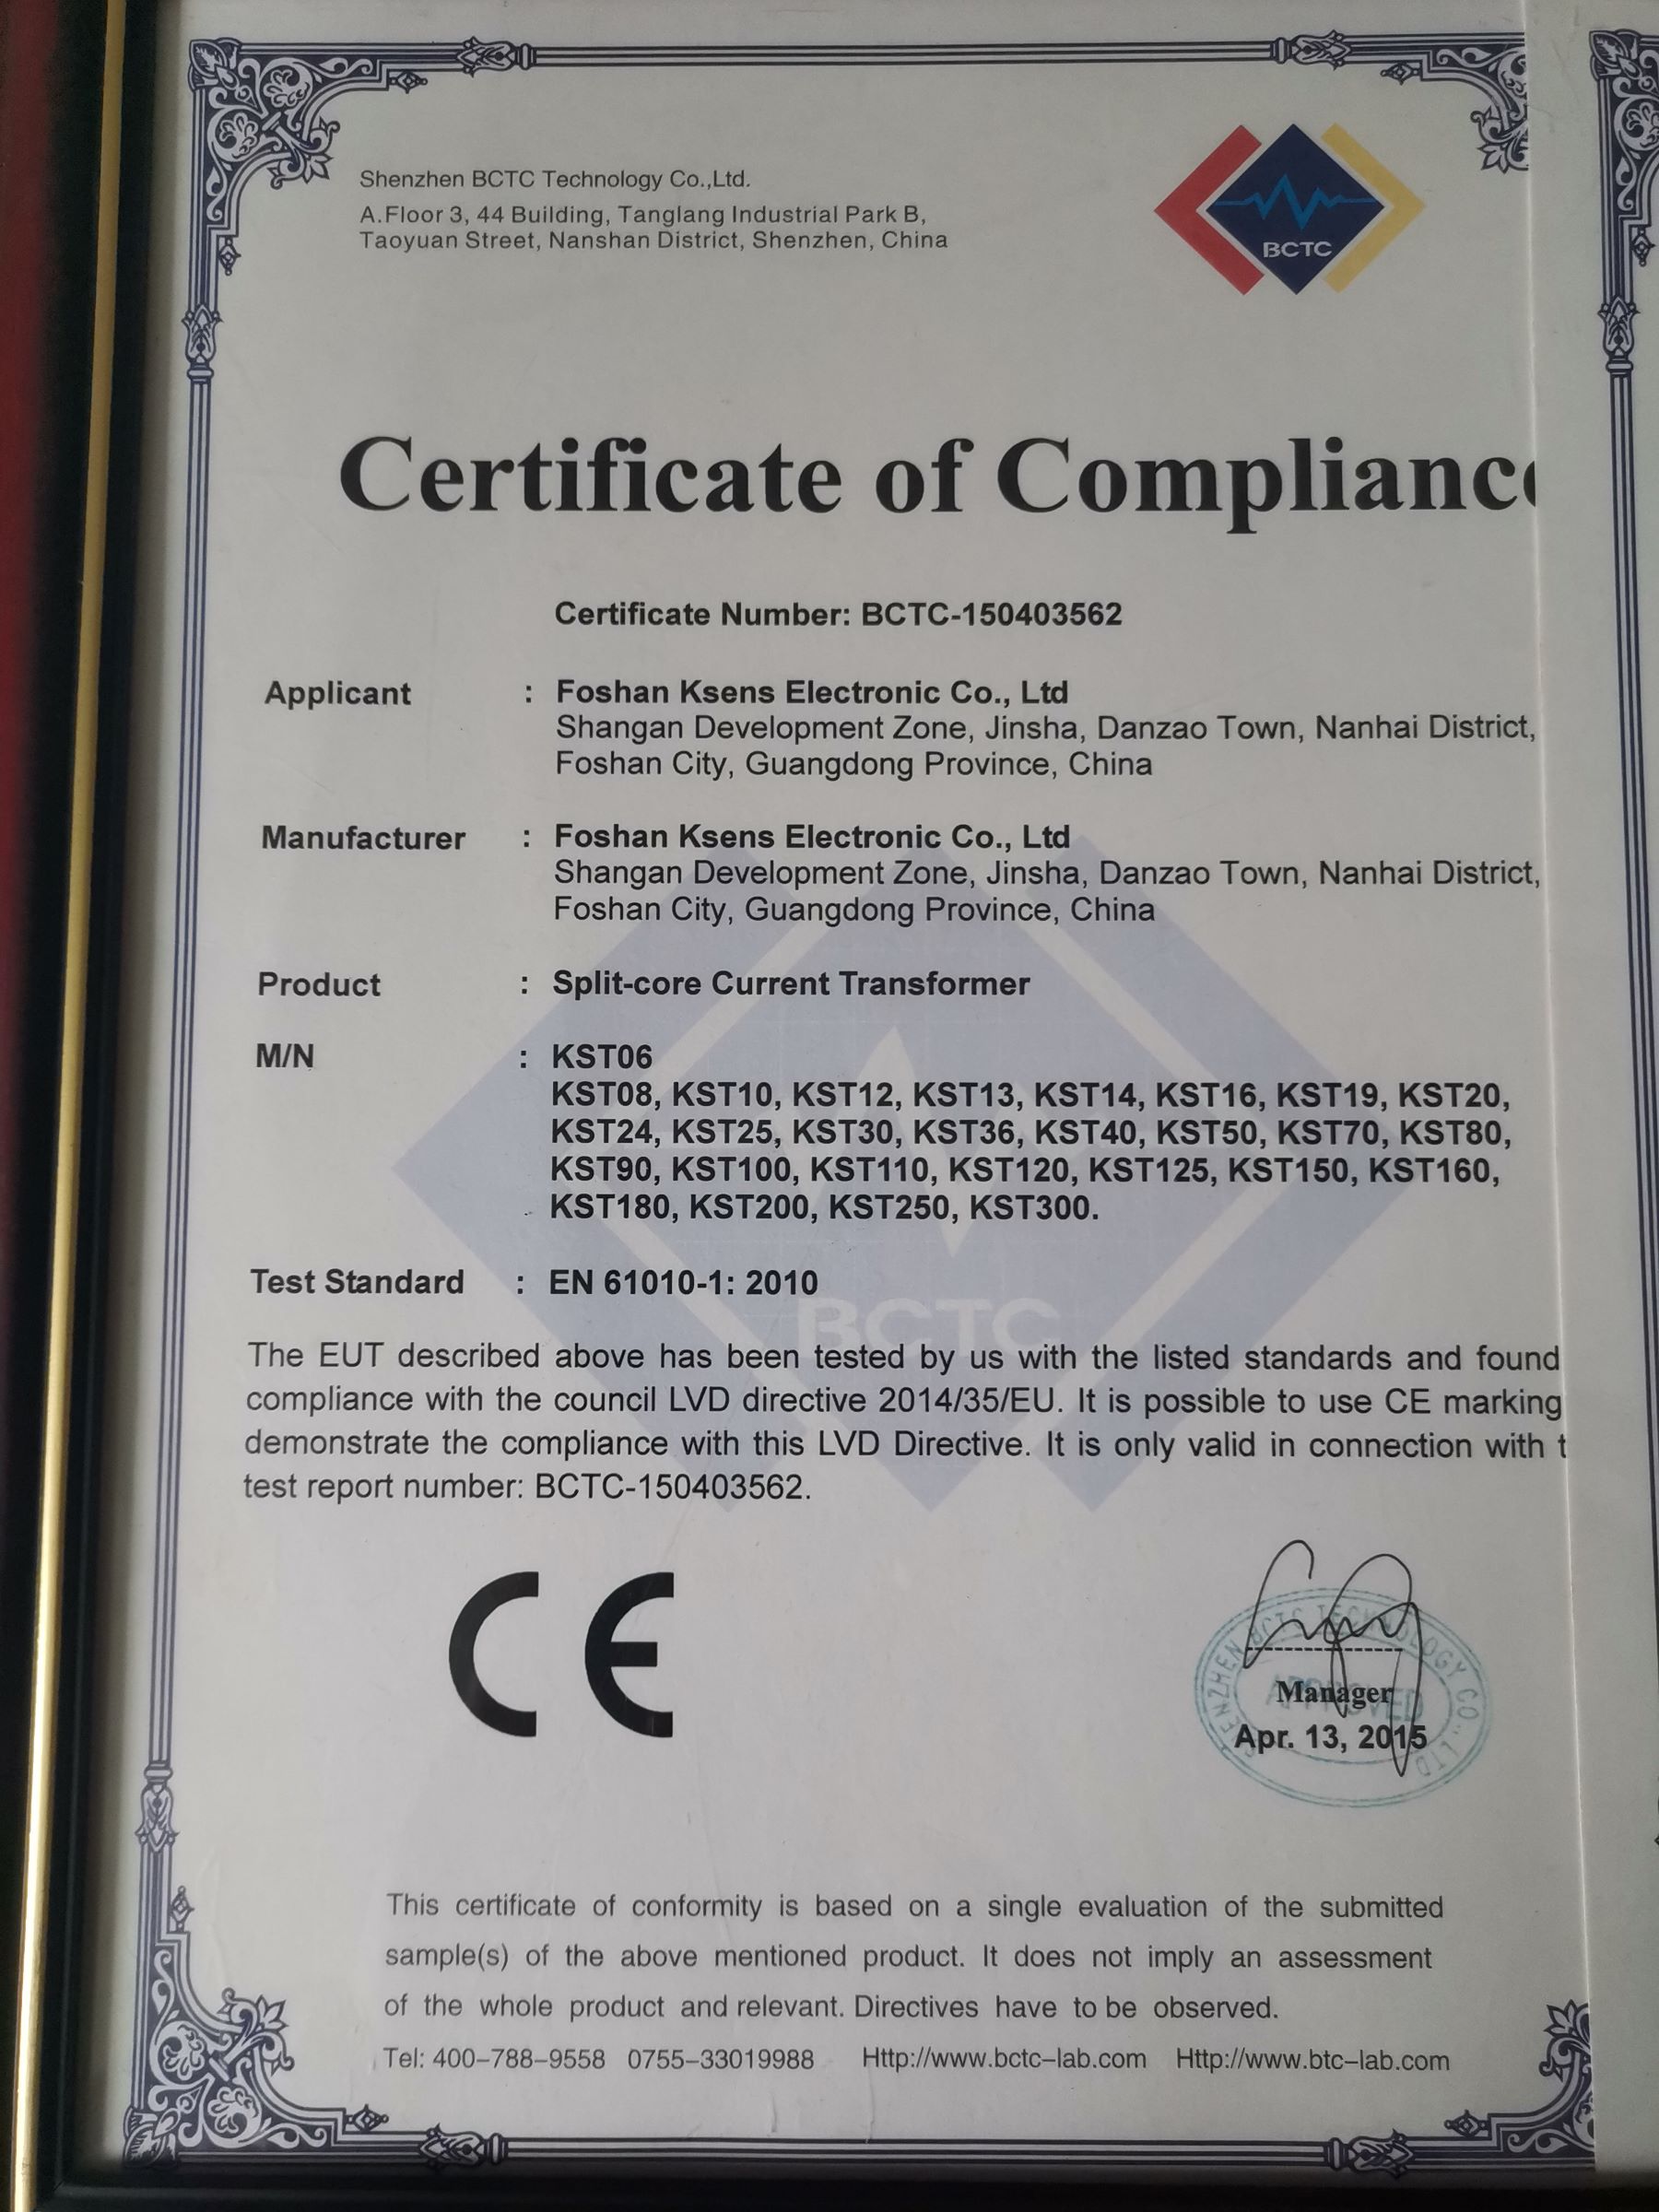 Shenzhen BCTC Technology Co.,Ltd.
A.Floor 3, 44 Building, Tanglang Industrial Park B,
Taoyuan Street, Nanshan District, Shenzhen, China
BCTC
Certificate of Complianc
Certificate Number: BCTC-150403562
Applicant : Foshan Ksens Electronic Co., Ltd
Shangan Development Zone, Jinsha, Danzao Town, Nanhai District,
Foshan City, Guangdong Province, China
Manufacturer : Foshan Ksens Electronic Co., Ltd
Shangan Development Zone, Jinsha, Danzao Town, Nanhai District,
Foshan City, Guangdong Province, China
Product : Split-core Current Transformer
M/N : KST06
KST08, KST10, KST12, KST13, KST14, KST16, KST19, KST20,
KST24, KST25, KST30, KST36, KST40, KST50, KST70, KST80,
KST90, KST100, KST110, KST120, KST125, KST150, KST160,
KST180, KST200, KST250, KST300.
Test Standard : EN 61010-1: 2010
BCTC
The EUT described above has been tested by us with the listed standards and found
compliance with the council LVD directive 2014/35/EU. It is possible to use CE marking
demonstrate the compliance with this LVD Directive. It is only valid in connection with t
test report number: BCTC-150403562.
CE
SHENZHEN BCTC TECHNOLOGY CO., LTD
APPROVED
Manager
Apr. 13, 2015
This certificate of conformity is based on a single evaluation of the submitted
sample(s) of the above mentioned product. It does not imply an assessment
of the whole product and relevant. Directives have to be observed.
Tel: 400-788-9558 0755-33019988 Http://www.bctc-lab.com Http://www.btc-lab.com